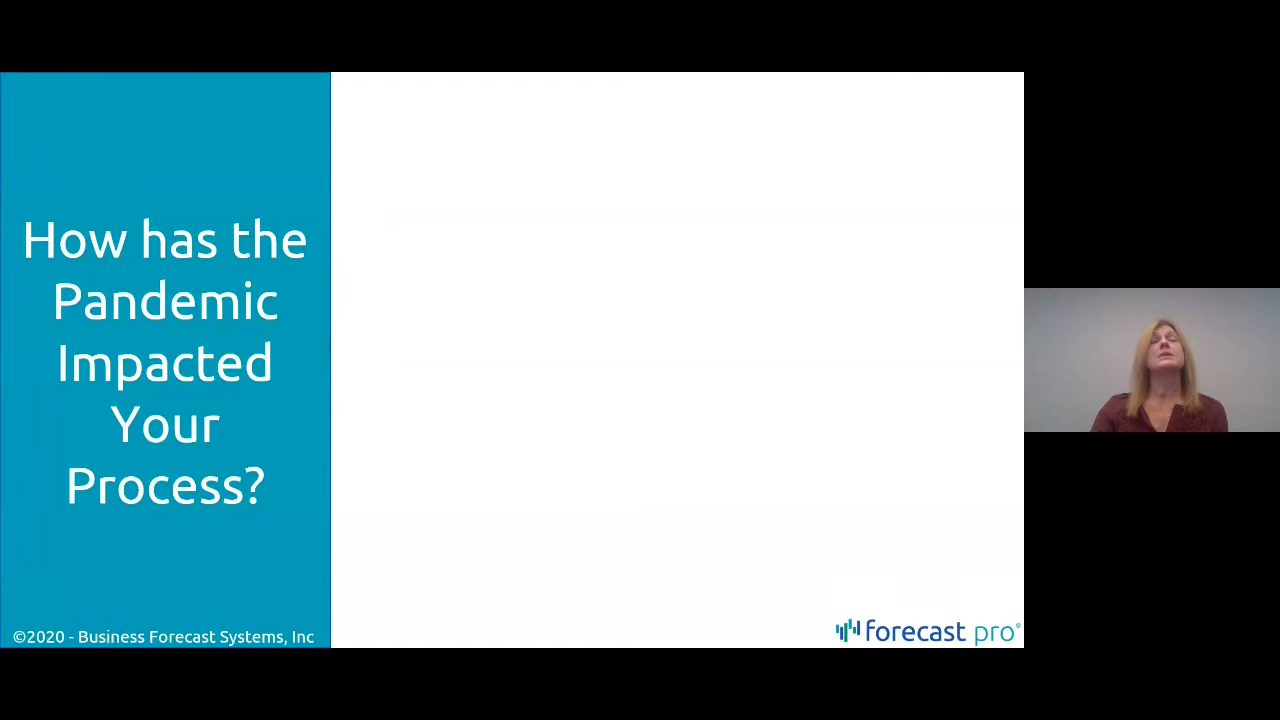 How has the
Pandemic
Impacted
Your
Process?
©2020 - Business Forecast Systems, Inc
forecast pro®